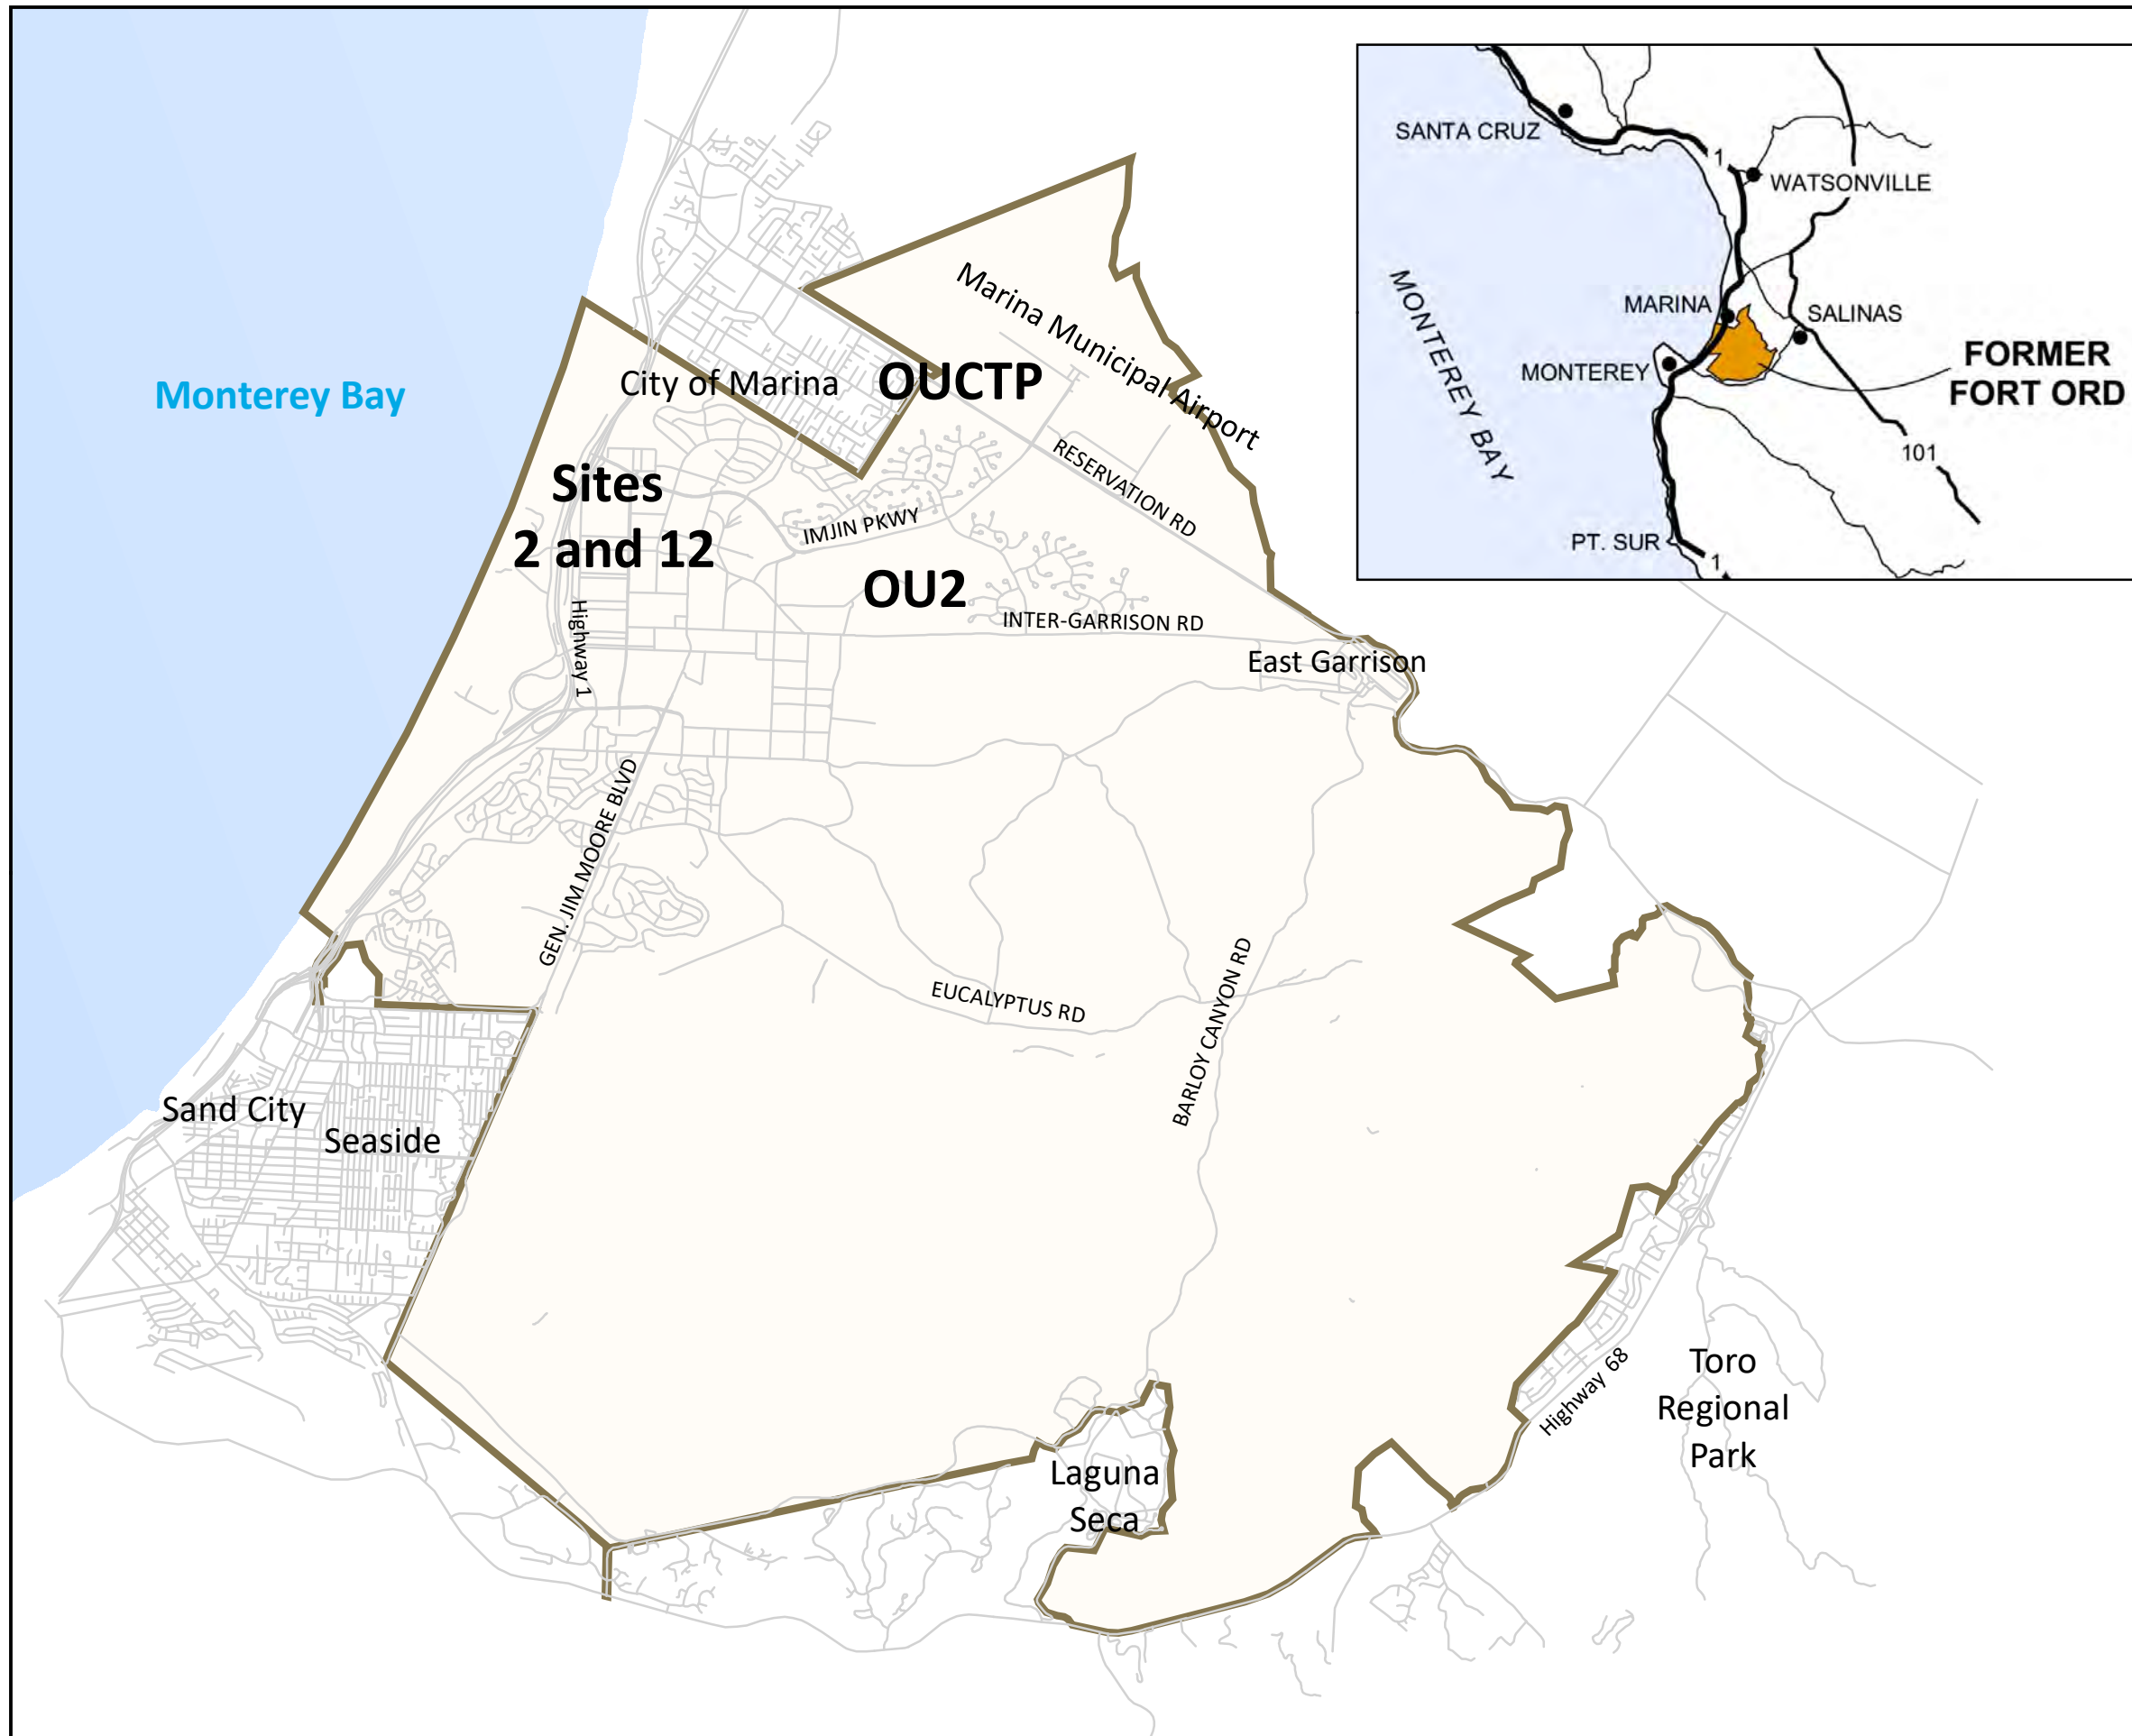 SANTA CRUZ
1
WATSONVILLE
MONTEREY BAY
MARINA
SALINAS
MONTEREY
FORMER
FORT ORD
101
PT. SUR
1
Monterey Bay
Marina Municipal Airport
City of Marina
OUCTP
Sites
2 and 12
RESERVATION RD
IMJIN PKWY
OU2
Highway 1
INTER-GARRISON RD
East Garrison
GEN. JIM MOORE BLVD
EUCALYPTUS RD
BARLOY CANYON RD
Sand City
Seaside
Highway 68
Toro
Regional
Park
Laguna
Seca